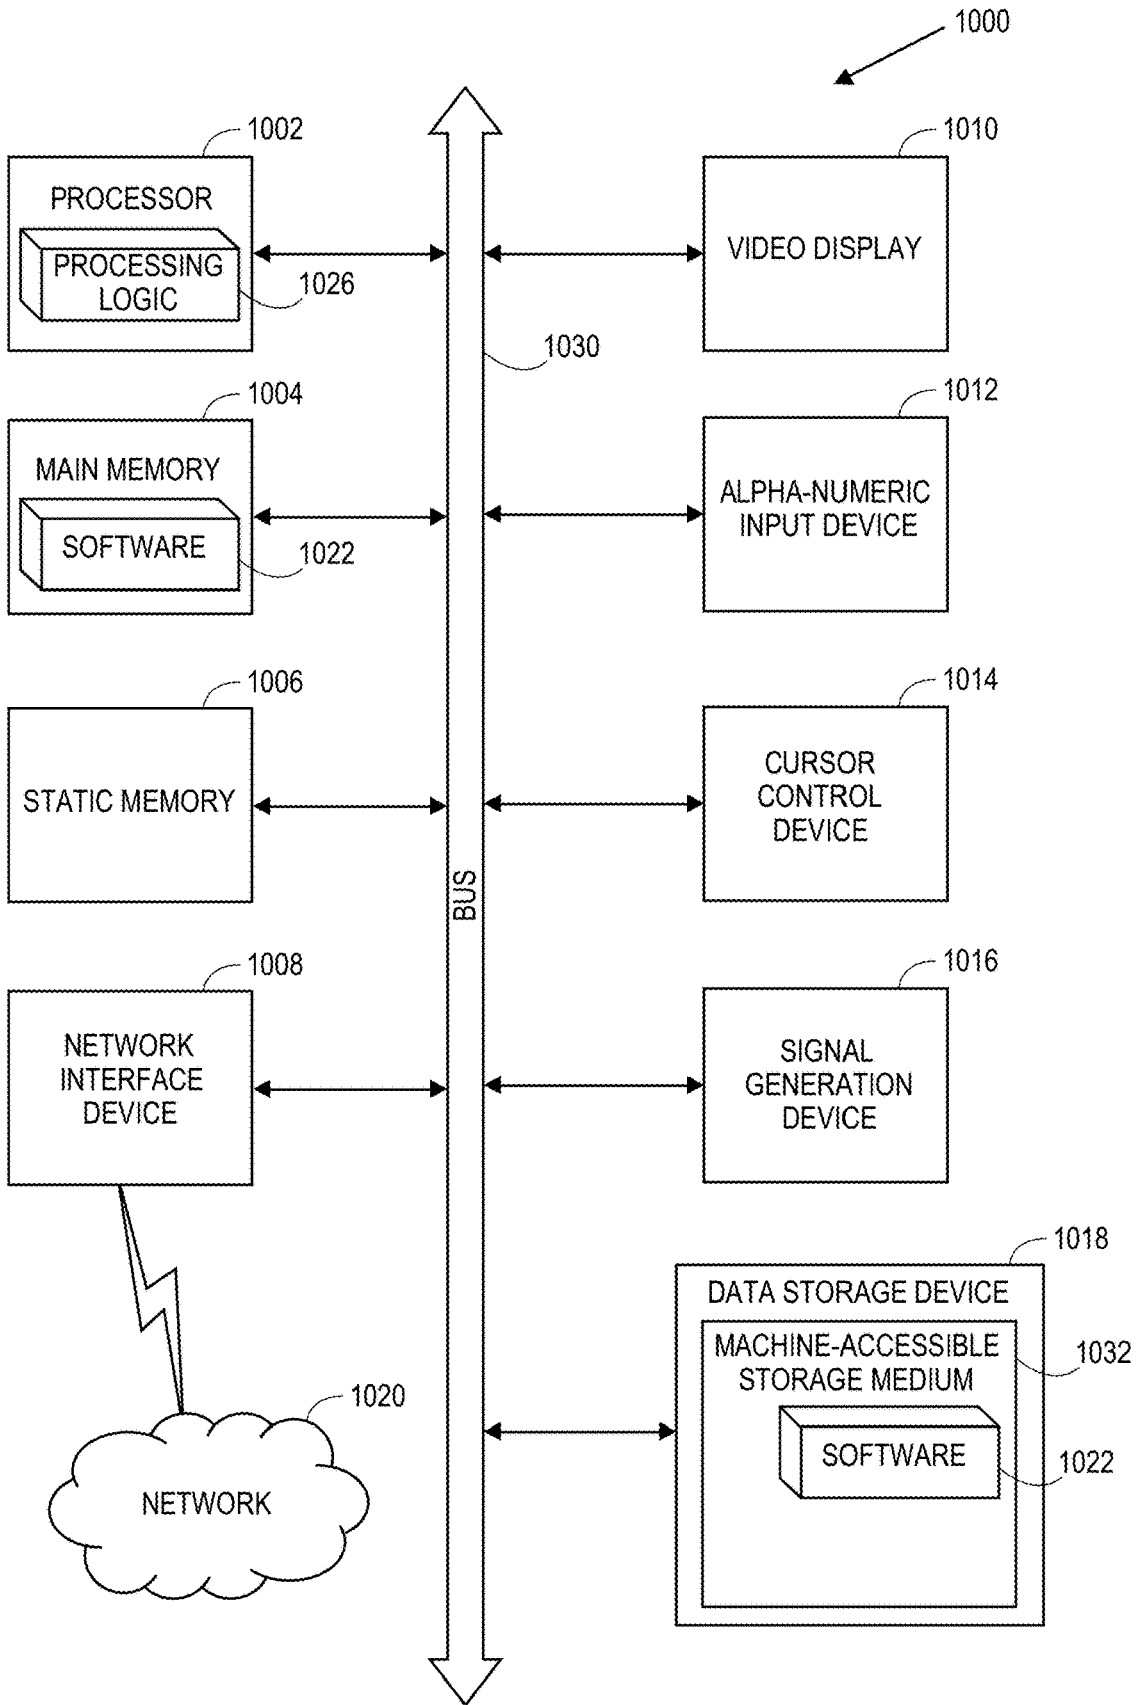 1000
1002
PROCESSOR
PROCESSING
LOGIC
1026
1004
MAIN MEMORY
SOFTWARE
1022
1006
STATIC MEMORY
1008
NETWORK
INTERFACE
DEVICE
1020
NETWORK
1030
BUS
1010
VIDEO DISPLAY
1012
ALPHA-NUMERIC
INPUT DEVICE
1014
CURSOR
CONTROL
DEVICE
1016
SIGNAL
GENERATION
DEVICE
1018
DATA STORAGE DEVICE
MACHINE-ACCESSIBLE
STORAGE MEDIUM
1032
SOFTWARE
1022